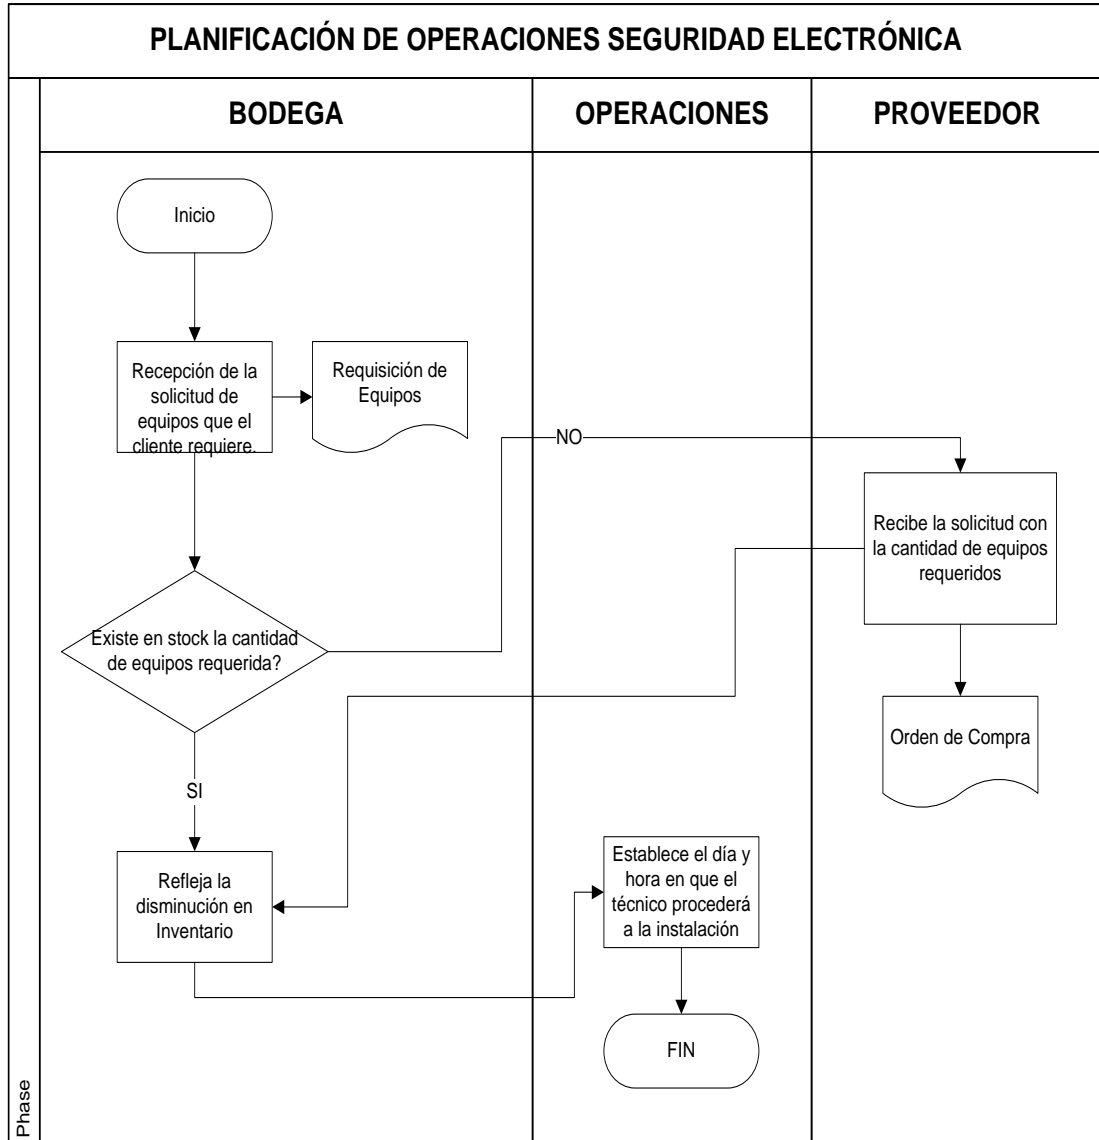 PLANIFICACIÓN DE OPERACIONES SEGURIDAD ELECTRÓNICA
BODEGA
OPERACIONES
PROVEEDOR
Inicio
Recepción de la
solicitud de
equipos que el
cliente requiere.
Requisición de
Equipos
NO
Recibe la solicitud con
la cantidad de equipos
requeridos
Existe en stock la cantidad
de equipos requerida?
Orden de Compra
SI
Refleja la
disminución en
Inventario
Establece el día y
hora en que el
técnico procederá
a la instalación
FIN
Phase